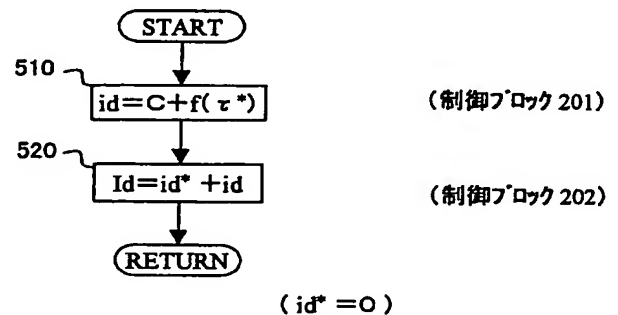 START
510
id=C+f(τ*)
(制御ブロック 201)
520
Id=id* +id
(制御ブロック 202)
RETURN
(id* =0)